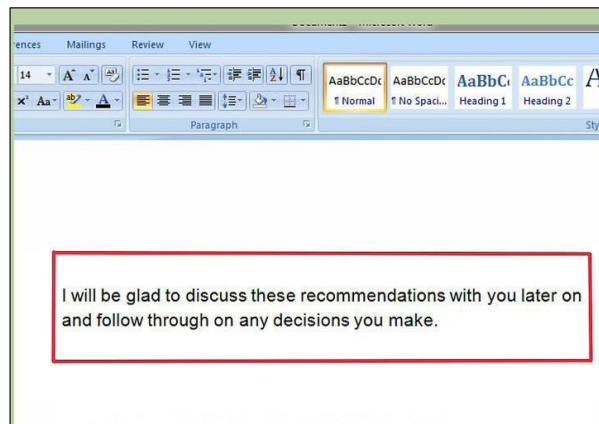 Mailings
Review
View
14
Aa
AaBbCcDc
AaBbCcDc
AaBbC
AaBbCc
¶ Normal
¶ No Spaci...
Heading 1
Heading 2
Paragraph
I will be glad to discuss these recommendations with you later on
and follow through on any decisions you make.